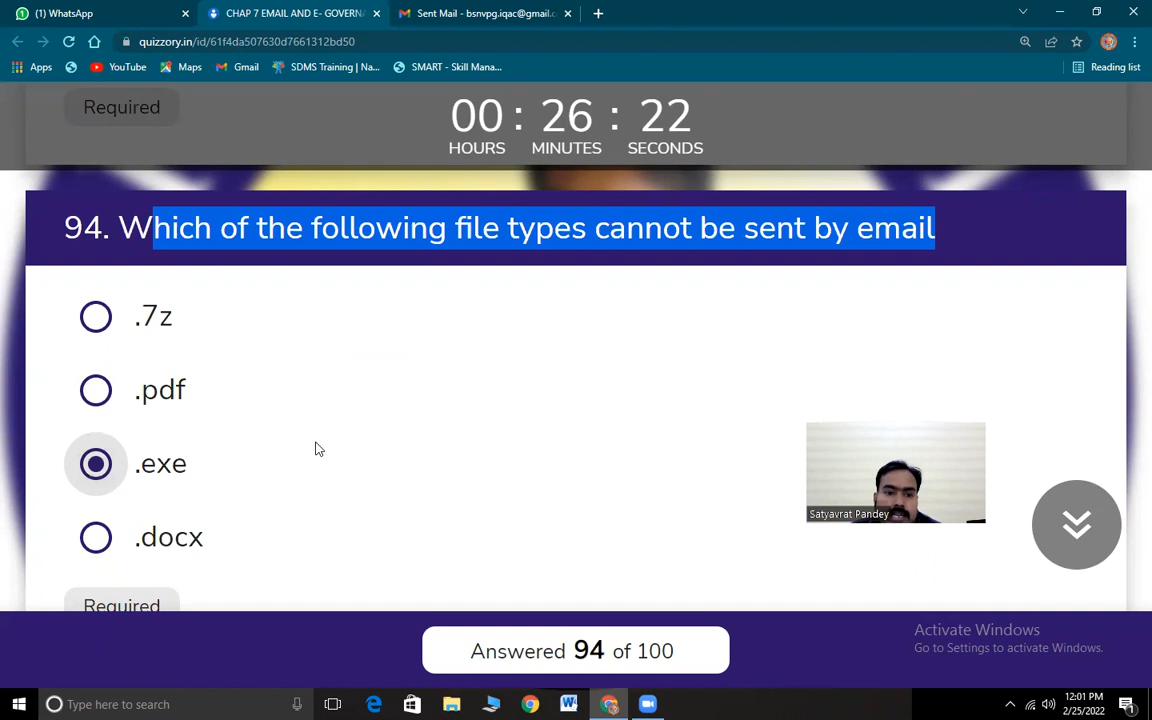 (1) WhatsApp
CHAP 7 EMAIL AND E- GOVERNA
Sent Mail - bsnvpg.iqac@gmail.c
quizzory.in/id/61f4da507630d7661312bd50
Apps
YouTube
Maps
Gmail
SDMS Training | Na...
SMART - Skill Mana...
Reading list
Required
00 : 26 : 22
HOURS MINUTES SECONDS
94. Which of the following file types cannot be sent by email
.7z
.pdf
.exe
.docx
Required
Satyavrat Pandey
Answered 94 of 100
Activate Windows
Go to Settings to activate Windows.
Type here to search
12:01 PM
2/25/2022
1